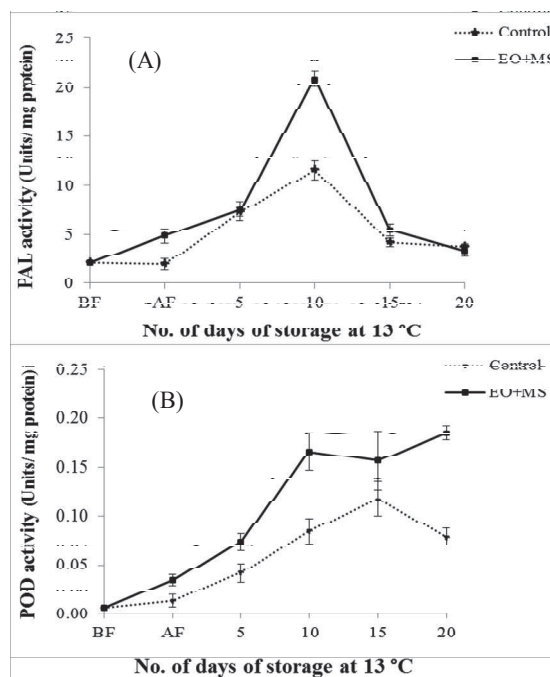 25
20
15
10
5
0
FAL activity (Units/mg protein)
(A)
Control
EO+MS
BF AF 5 10 15 20
No. of days of storage at 13 °C
0.25
0.20
0.15
0.10
0.05
0.00
POD activity (Units/mg protein)
(B)
Control
EO+MS
BF AF 5 10 15 20
No. of days of storage at 13 °C